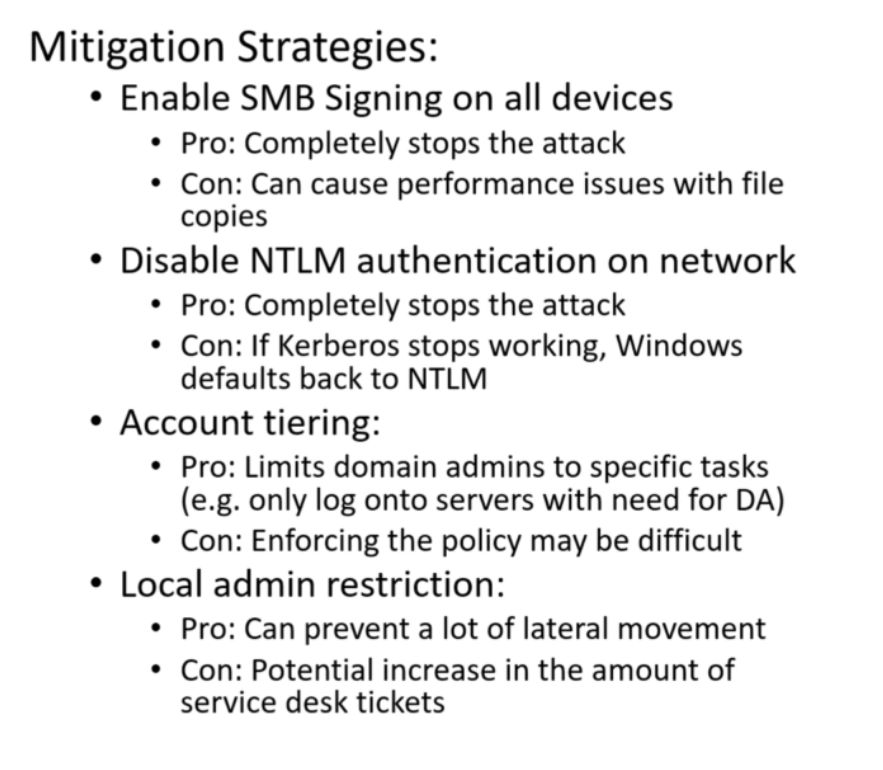 Mitigation Strategies:
• Enable SMB Signing on all devices
• Pro: Completely stops the attack
• Con: Can cause performance issues with file
copies
• Disable NTLM authentication on network
• Pro: Completely stops the attack
• Con: If Kerberos stops working, Windows
defaults back to NTLM
• Account tiering:
• Pro: Limits domain admins to specific tasks
(e.g. only log onto servers with need for DA)
• Con: Enforcing the policy may be difficult
• Local admin restriction:
• Pro: Can prevent a lot of lateral movement
• Con: Potential increase in the amount of
service desk tickets